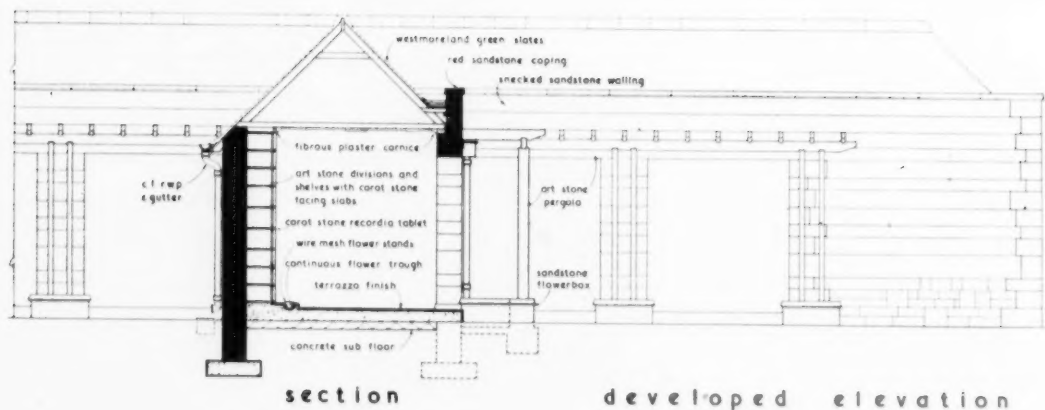 westmoreland green slates
red sandstone coping
snecked sandstone walling
fibrous plaster cornice
c.i rwp
& gutter
art stone divisions and
shelves with carat stone
facing slabs
art stone
pergola
carat stone recordia tablet
wire mesh flower stands
continuous flower trough
terrazzo finish
sandstone
flowerbox
concrete sub floor
section
developed elevation